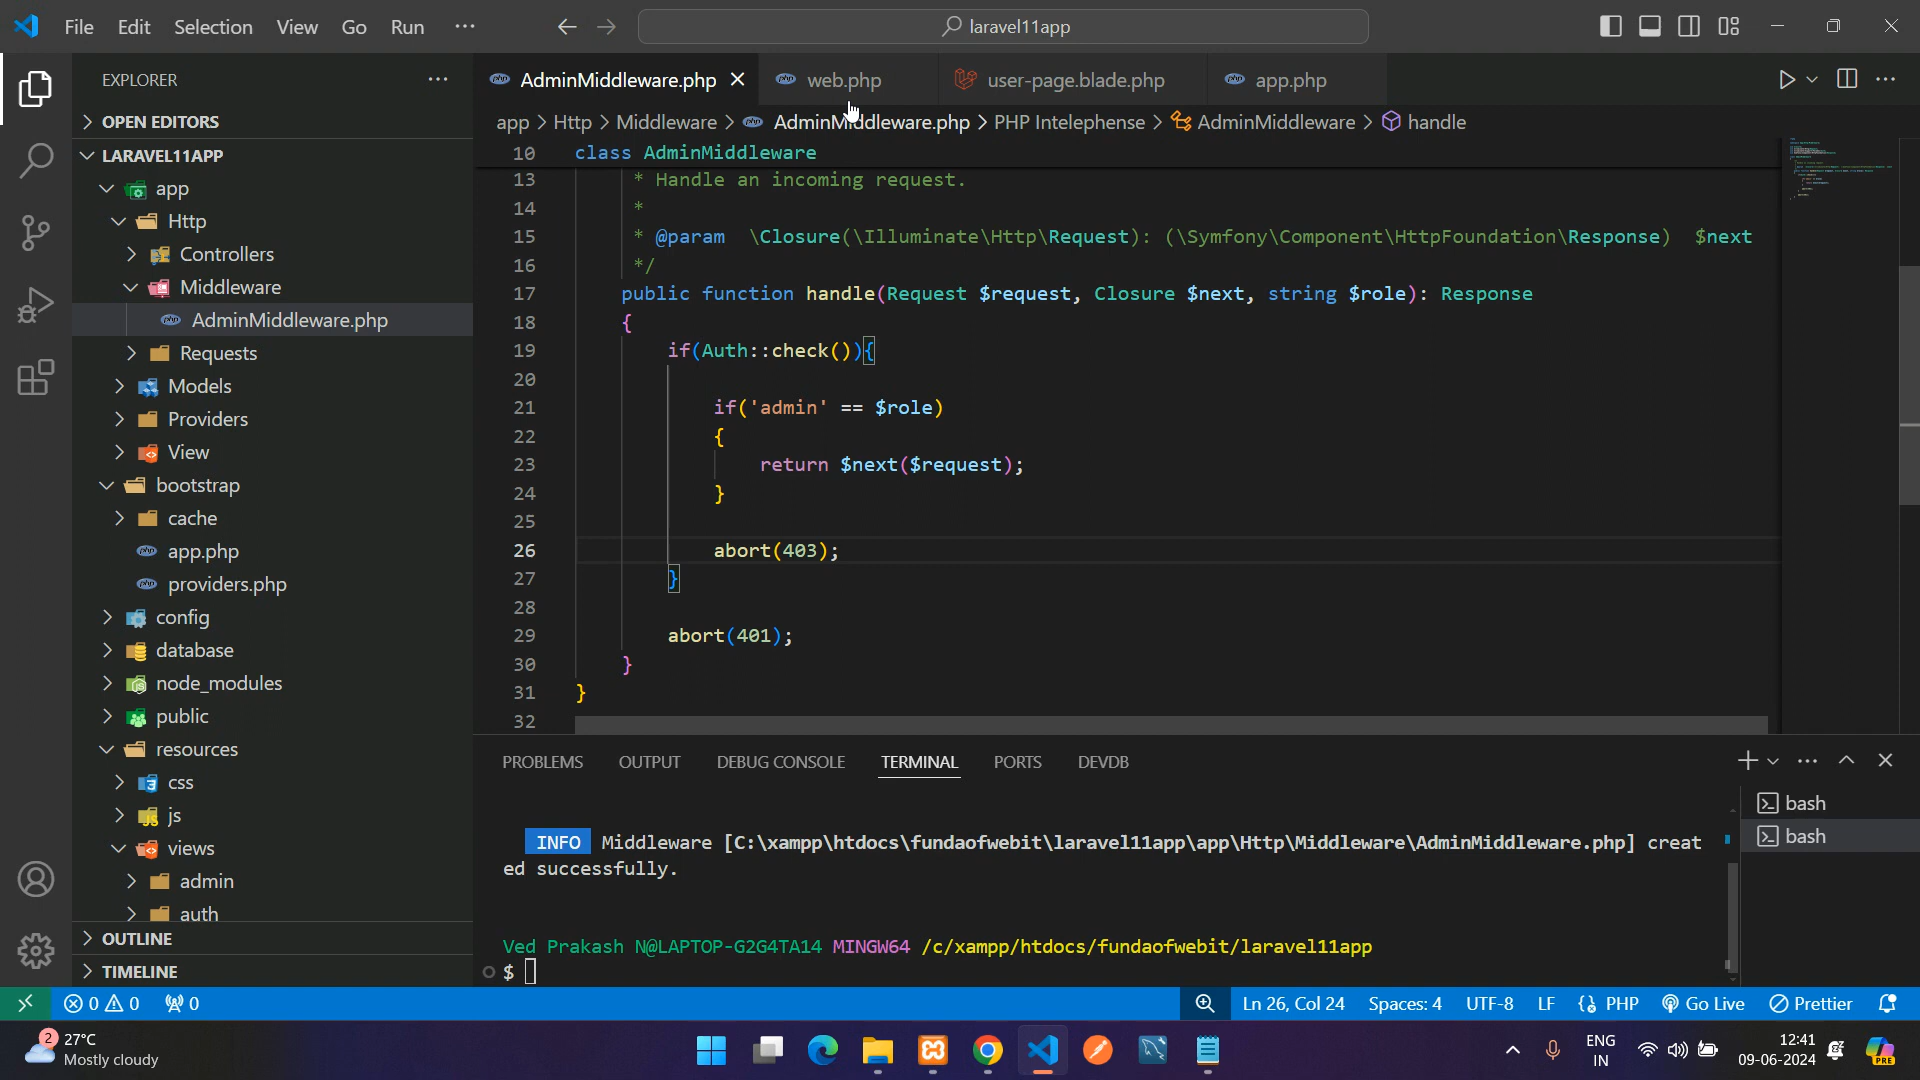 File Edit Selection View Go Run ···
laravel11app
EXPLORER
OPEN EDITORS
LARAVEL11APP
app
Http
Controllers
Middleware
AdminMiddleware.php
Requests
Models
Providers
View
bootstrap
cache
app.php
providers.php
config
database
node_modules
public
resources
css
js
views
admin
auth
OUTLINE
TIMELINE
AdminMiddleware.php web.php user-page.blade.php app.php
app > Http > Middleware > AdminMiddleware.php > PHP Intelephense > AdminMiddleware > handle
10 class AdminMiddleware
13 * Handle an incoming request.
14 *
15 * @param \Closure(\Illuminate\Http\Request): (\Symfony\Component\HttpFoundation\Response) $next
16 */
17 public function handle(Request $request, Closure $next, string $role): Response
18 {
19 if(Auth::check()){
20
21 if('admin' == $role)
22 {
23 return $next($request);
24 }
25
26 abort(403);
27 }
28
29 abort(401);
30 }
31 }
32
PROBLEMS OUTPUT DEBUG CONSOLE TERMINAL PORTS DEVDB
INFO Middleware [C:\xampp\htdocs\fundaofwebit\laravel11app\app\Http\Middleware\AdminMiddleware.php] creat
ed successfully.
Ved Prakash N@LAPTOP-G2G4TA14 MINGW64 /c/xampp/htdocs/fundaofwebit/laravel11app
$
bash
bash
0 0 0 Ln 26, Col 24 Spaces: 4 UTF-8 LF PHP Go Live Prettier
2 27°C
Mostly cloudy
ENG
IN
12:41
09-06-2024
PRE